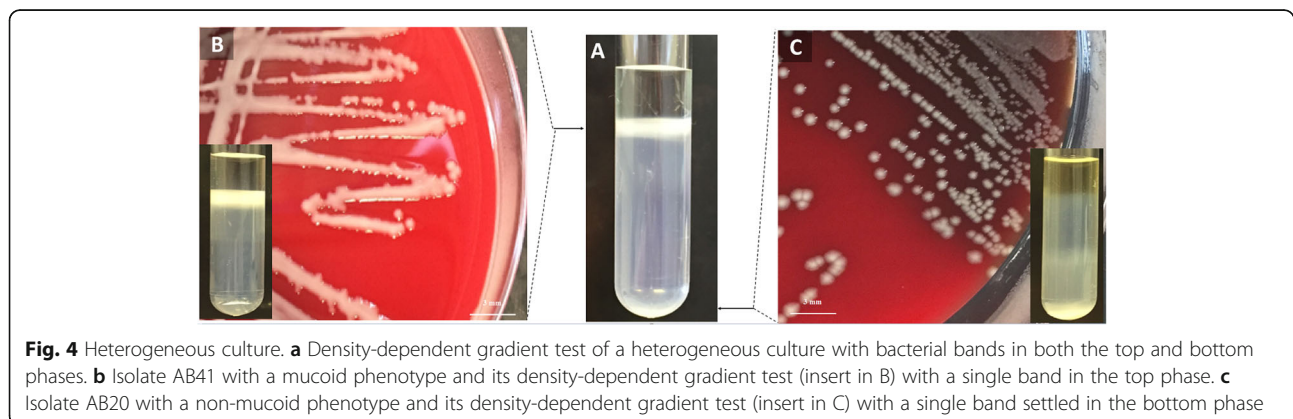 B
A
C
3 mm
3 mm
Fig. 4 Heterogeneous culture. a Density-dependent gradient test of a heterogeneous culture with bacterial bands in both the top and bottom
phases. b Isolate AB41 with a mucoid phenotype and its density-dependent gradient test (insert in B) with a single band in the top phase. c
Isolate AB20 with a non-mucoid phenotype and its density-dependent gradient test (insert in C) with a single band settled in the bottom phase